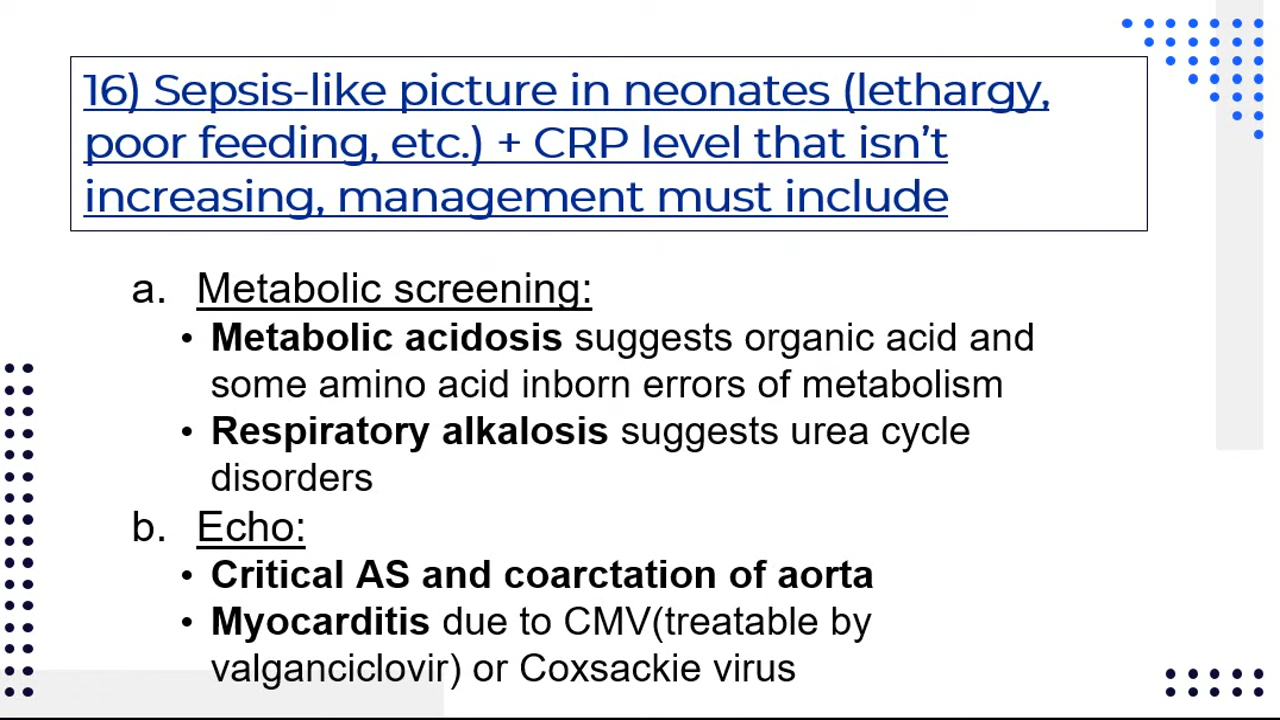 16) Sepsis-like picture in neonates (lethargy,
poor feeding, etc.) + CRP level that isn’t
increasing, management must include
a. Metabolic screening:
• Metabolic acidosis suggests organic acid and
some amino acid inborn errors of metabolism
• Respiratory alkalosis suggests urea cycle
disorders
b. Echo:
• Critical AS and coarctation of aorta
• Myocarditis due to CMV(treatable by
valganciclovir) or Coxsackie virus